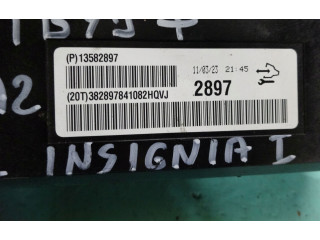 (P)13582897
11/03/23 21:45
(20T)382897841082HQVJ
2897
INSIGNIA I